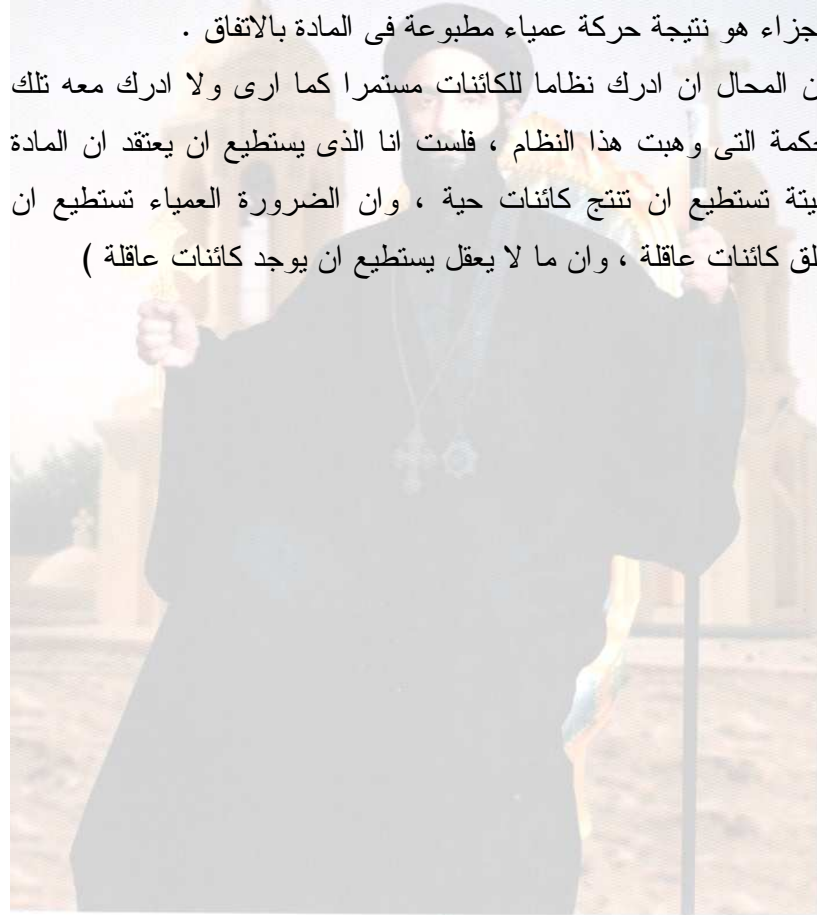 جزاء هو نتيجة حركة عمياء مطبوعة فى المادة بالاتفاق .
ن المحال ان ادرك نظاما للكائنات مستمرا كما ارى ولا ادرك معه تلك
حكمة التى وهبت هذا النظام ، فلست انا الذى يستطيع ان يعتقد ان المادة
يتة تستطيع ان تنتج كائنات حية ، وان الضرورة العمياء تستطيع ان
لق كائنات عاقلة ، وان ما لا يعقل يستطيع ان يوجد كائنات عاقلة )